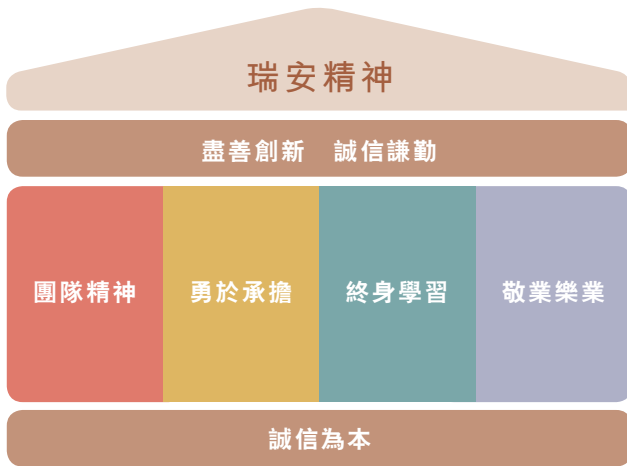 瑞安精神
盡善創新　誠信謙勤
團隊精神
勇於承擔
終身學習
敬業樂業
誠信為本